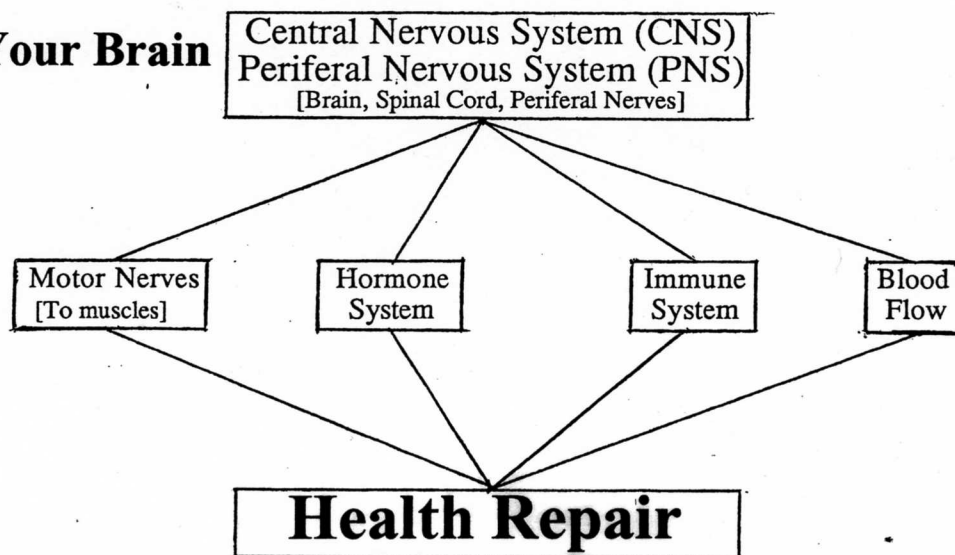 Your Brain
Central Nervous System (CNS)
Periferal Nervous System (PNS)
[Brain, Spinal Cord, Periferal Nerves]
Motor Nerves
[To muscles]
Hormone
System
Immune
System
Blood
Flow
Health Repair